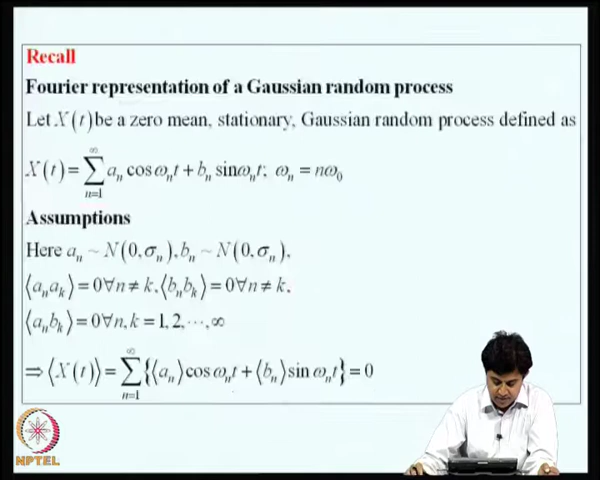 Recall
Fourier representation of a Gaussian random process
Let X(t) be a zero mean, stationary, Gaussian random process defined as
X(t) = ∑_{n=1}^{∞} a_n cos ω_n t + b_n sin ω_n t; ω_n = nω_0
Assumptions
Here a_n ~ N(0, σ_n), b_n ~ N(0, σ_n),
⟨a_n a_k⟩ = 0 ∀ n ≠ k, ⟨b_n b_k⟩ = 0 ∀ n ≠ k,
⟨a_n b_k⟩ = 0 ∀ n, k = 1, 2, ⋯, ∞
⇒ ⟨X(t)⟩ = ∑_{n=1}^{∞} {⟨a_n⟩ cos ω_n t + ⟨b_n⟩ sin ω_n t} = 0
NPTEL